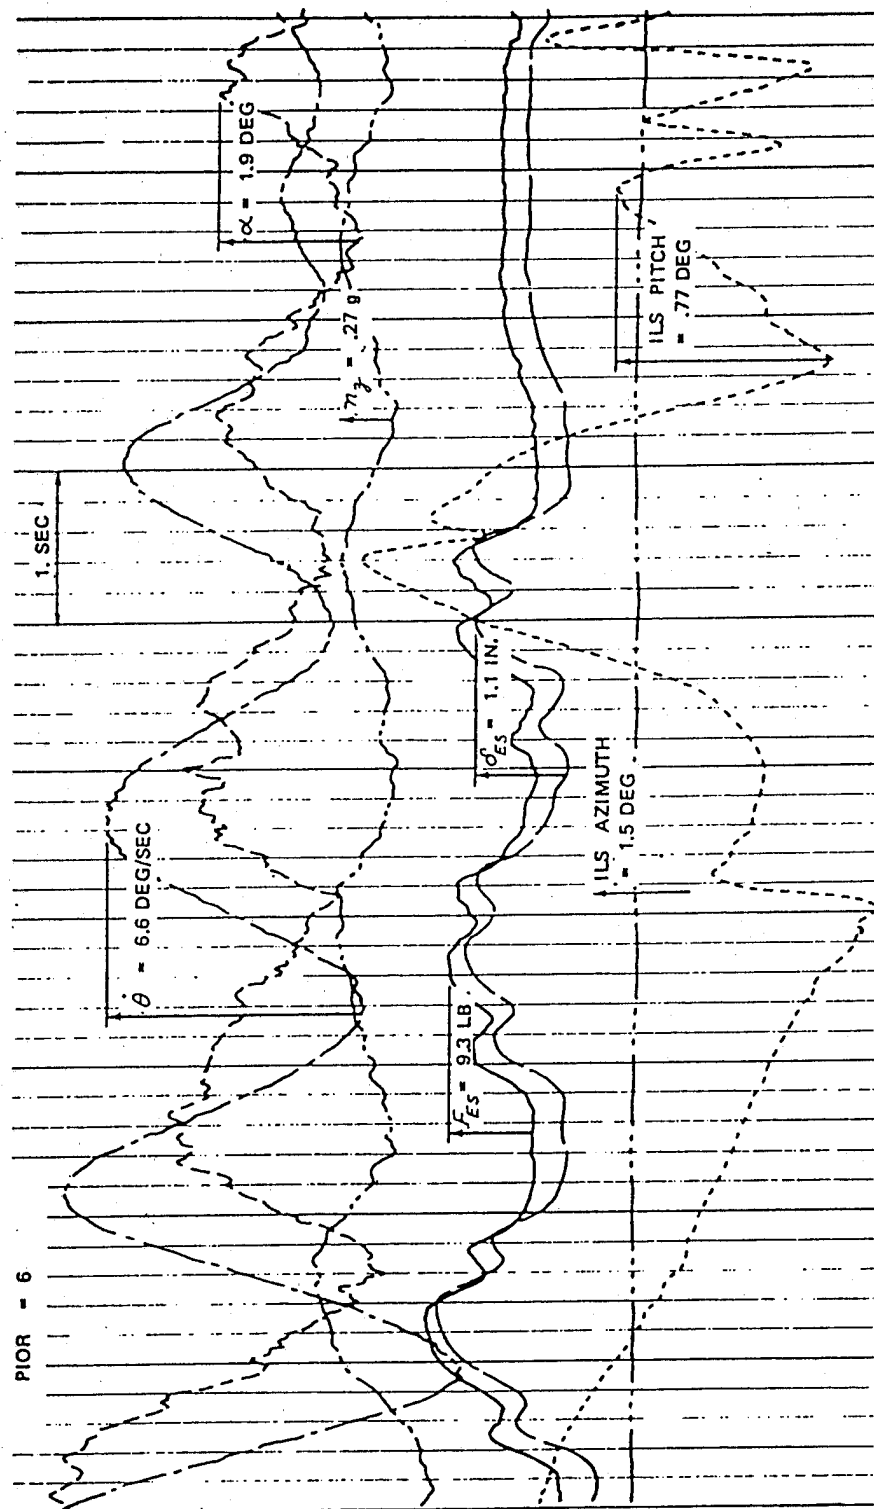 PIOR = 6
1. SEC
θ̇ = 6.6 DEG/SEC
α = 1.9 DEG
n_z = .27 g
F_ES = 9.3 LB.
δ_ES = 1.1 IN.
ILS AZIMUTH
= 1.5 DEG
ILS PITCH
= .77 DEG